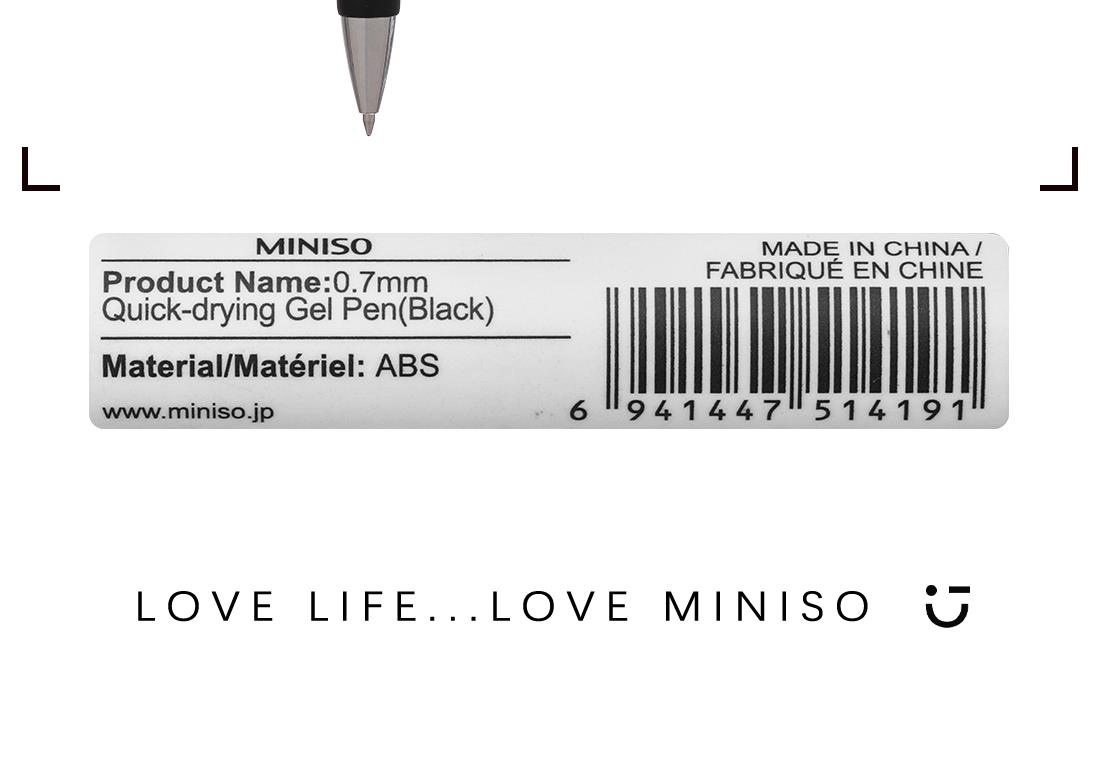 MINISO
Product Name:0.7mm
Quick-drying Gel Pen(Black)
Material/Matériel: ABS
www.miniso.jp
MADE IN CHINA /
FABRIQUÉ EN CHINE
6 941447 514191
LOVE LIFE...LOVE MINISO